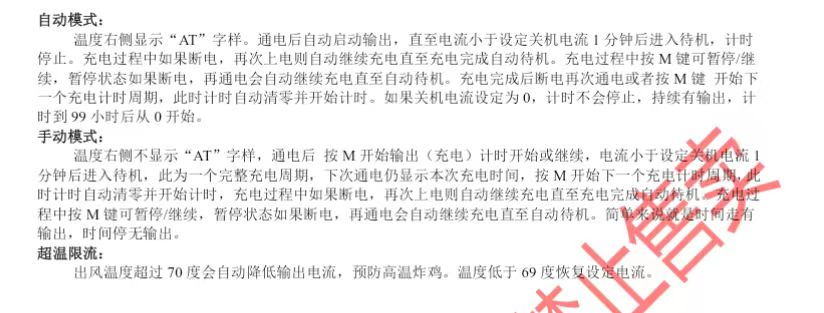 自动模式：
温度右侧显示“AT”字样。通电后自动启动输出，直至电流小于设定关机电流 1 分钟后进入待机，计时
停止。充电过程中如果断电，再次上电则自动继续充电直至充电完成自动待机。充电过程中按 M 键可暂停/继
续，暂停状态如果断电，再通电会自动继续充电直至自动待机。充电完成后断电再次通电或者按 M 键 开始下
一个充电计时周期，此时计时自动清零并开始计时。如果关机电流设定为 0，计时不会停止，持续有输出，计
时到 99 小时后从 0 开始。
手动模式：
温度右侧不显示“AT”字样，通电后 按 M 开始输出（充电）计时开始或继续，电流小于设定关机电流 1
分钟后进入待机，此为一个完整充电周期，下次通电仍显示本次充电时间，按 M 开始下一个充电计时周期，此
时计时自动清零并开始计时，充电过程中如果断电，再次上电则自动继续充电直至充电完成自动待机。充电过
程中按 M 键可暂停/继续，暂停状态如果断电，再通电会自动继续充电直至自动待机。简单来说就是时间走有
输出，时间停无输出。
超温限流：
出风温度超过 70 度会自动降低输出电流，预防高温炸鸡。温度低于 69 度恢复设定电流。
禁止售卖